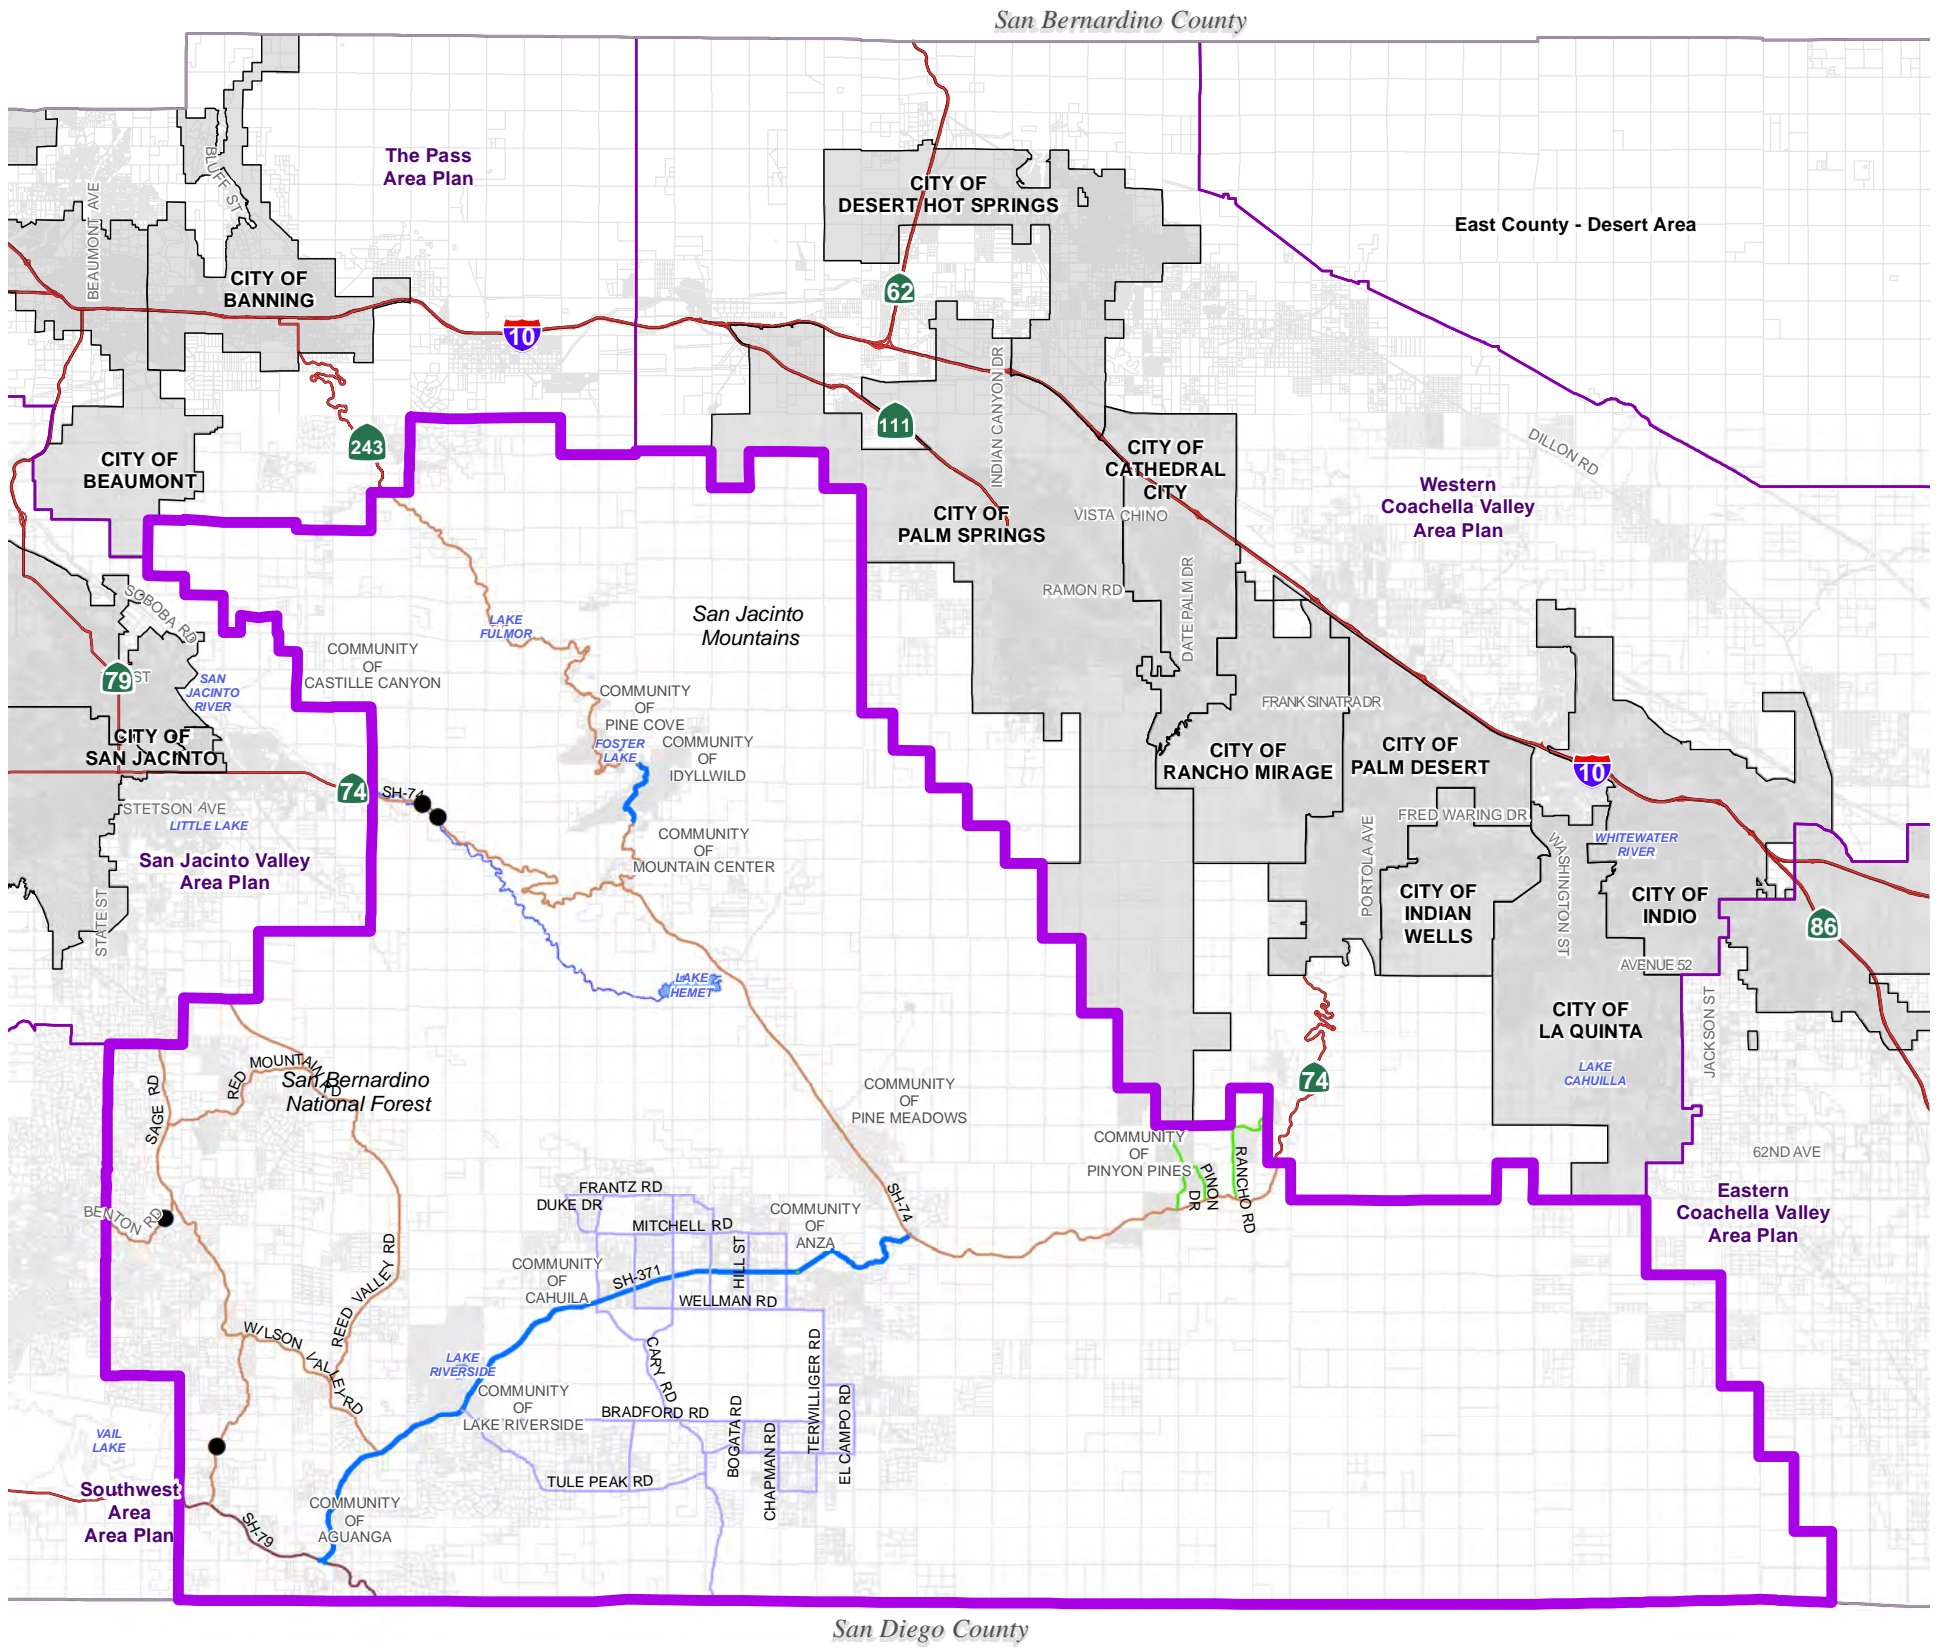 San Bernardino County
The Pass
Area Plan
BLUFF ST
BEAUMONT AVE
CITY OF
DESERT HOT SPRINGS
East County - Desert Area
CITY OF
BANNING
62
10
INDIAN CANYON DR
111
243
CITY OF
BEAUMONT
CITY OF
CATHEDRAL
CITY
DILLON RD
Western
Coachella Valley
Area Plan
CITY OF
PALM SPRINGS
VISTA CHINO
RAMON RD
DATE PALM DR
SOBOBA RD
LAKE
FULMOR
San Jacinto
Mountains
COMMUNITY
OF
CASTILLE CANYON
79
ST
SAN
JACINTO
RIVER
COMMUNITY
OF
PINE COVE
FRANK SINATRA DR
CITY OF
SAN JACINTO
FOSTER
LAKE
COMMUNITY
OF
IDYLLWILD
CITY OF
RANCHO MIRAGE
CITY OF
PALM DESERT
10
74
SH-74
STETSON AVE
LITTLE LAKE
FRED WARING DR
COMMUNITY
OF
MOUNTAIN CENTER
WHITEWATER
RIVER
San Jacinto Valley
Area Plan
PORTOLA AVE
WASHINGTON ST
CITY OF
INDIAN
WELLS
CITY OF
INDIO
STATE ST
86
AVENUE 52
LAKE
HEMET
CITY OF
LA QUINTA
JACKSON ST
LAKE
CAHUILLA
74
SAGE RD
RED
MOUNTAIN RD
San Bernardino
National Forest
COMMUNITY
OF
PINE MEADOWS
COMMUNITY
OF
PINYON PINES
PINON
DR
RANCHO RD
62ND AVE
Eastern
Coachella Valley
Area Plan
FRANTZ RD
DUKE DR
SH-74
BENTON RD
MITCHELL RD
COMMUNITY
OF
ANZA
HILL ST
REED VALLEY RD
COMMUNITY
OF
CAHUILA
SH-371
WELLMAN RD
WILSON VALLEY RD
CARY RD
TERWILLIGER RD
LAKE
RIVERSIDE
COMMUNITY
OF
LAKE RIVERSIDE
BRADFORD RD
BOGATA RD
CHAPMAN RD
EL CAMPO RD
VAIL
LAKE
TULE PEAK RD
Southwest
Area
Area Plan
SH-79
COMMUNITY
OF
AGUANGA
San Diego County